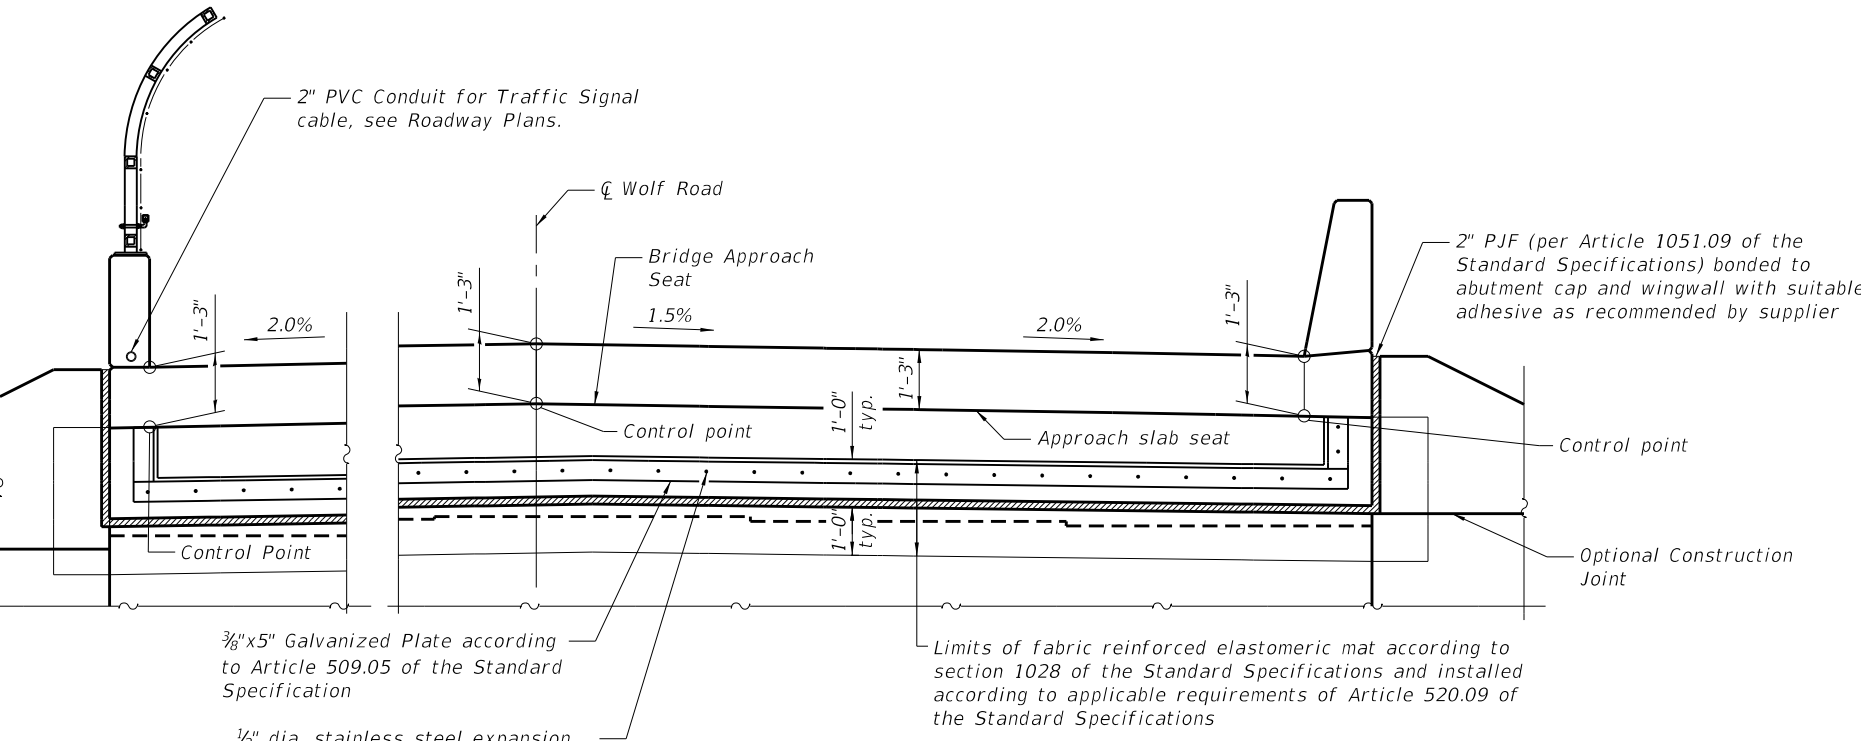 2" PVC Conduit for Traffic Signal
cable, see Roadway Plans.
℄ Wolf Road
Bridge Approach
Seat
2" PJF (per Article 1051.09 of the
Standard Specifications) bonded to
abutment cap and wingwall with suitable
adhesive as recommended by supplier
1'-3"
2.0%
1'-3"
1.5%
2.0%
1'-3"
1'-3"
1'-0"
typ.
Control point
Approach slab seat
Control point
Control Point
1'-0"
typ.
Optional Construction
Joint
⅜"x5" Galvanized Plate according
to Article 509.05 of the Standard
Specification
Limits of fabric reinforced elastomeric mat according to
section 1028 of the Standard Specifications and installed
according to applicable requirements of Article 520.09 of
the Standard Specifications
dia. stainless steel expansion